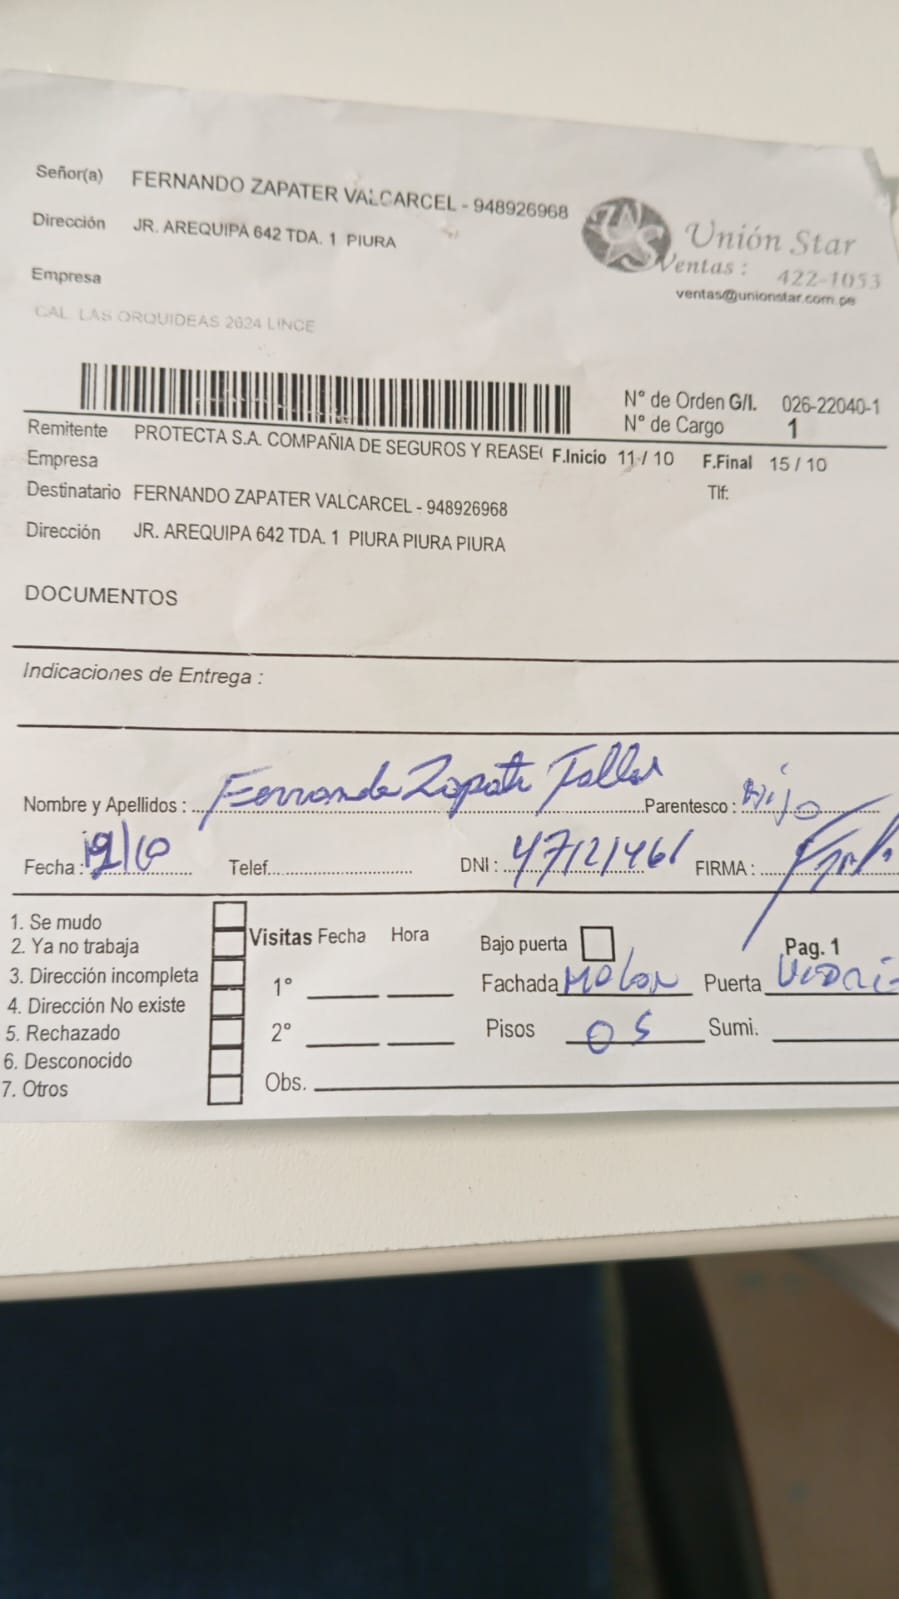 Señor(a) FERNANDO ZAPATER VALCARCEL - 948926968
Dirección JR. AREQUIPA 642 TDA. 1 PIURA
Unión Star
Ventas : 422-1053
ventas@unionstar.com.pe
Empresa
CAL. LAS ORQUIDEAS 2624 LINCE
N° de Orden G/I. 026-22040-1
N° de Cargo 1
Remitente PROTECTA S.A. COMPAÑIA DE SEGUROS Y REASE( F.Inicio 11 / 10 F.Final 15 / 10
Empresa Tlf:
Destinatario FERNANDO ZAPATER VALCARCEL - 948926968
Dirección JR. AREQUIPA 642 TDA. 1 PIURA PIURA PIURA
DOCUMENTOS
Indicaciones de Entrega :
Nombre y Apellidos : Fernando Zapater Parentesco : Hijo
Fecha : Telef. DNI : 47121461 FIRMA :
1. Se mudo
2. Ya no trabaja
3. Dirección incompleta
4. Dirección No existe
5. Rechazado
6. Desconocido
7. Otros
Visitas Fecha Hora
1°
2°
Obs.
Bajo puerta Pag. 1
Fachada Puerta
Pisos 05 Sumi.